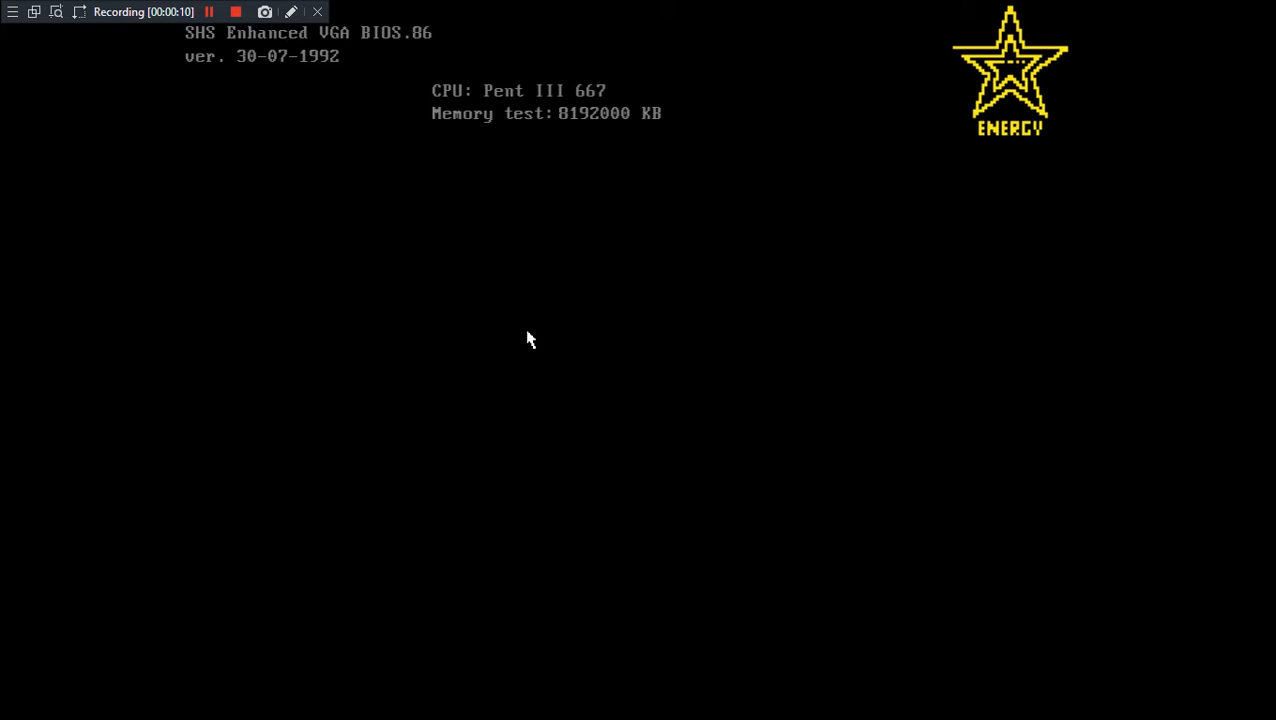 Recording [00:00:10]
SHS Enhanced VGA BIOS.86
ver. 30-07-1992
CPU: Pent III 667
Memory test: 8192000 KB
ENERGY